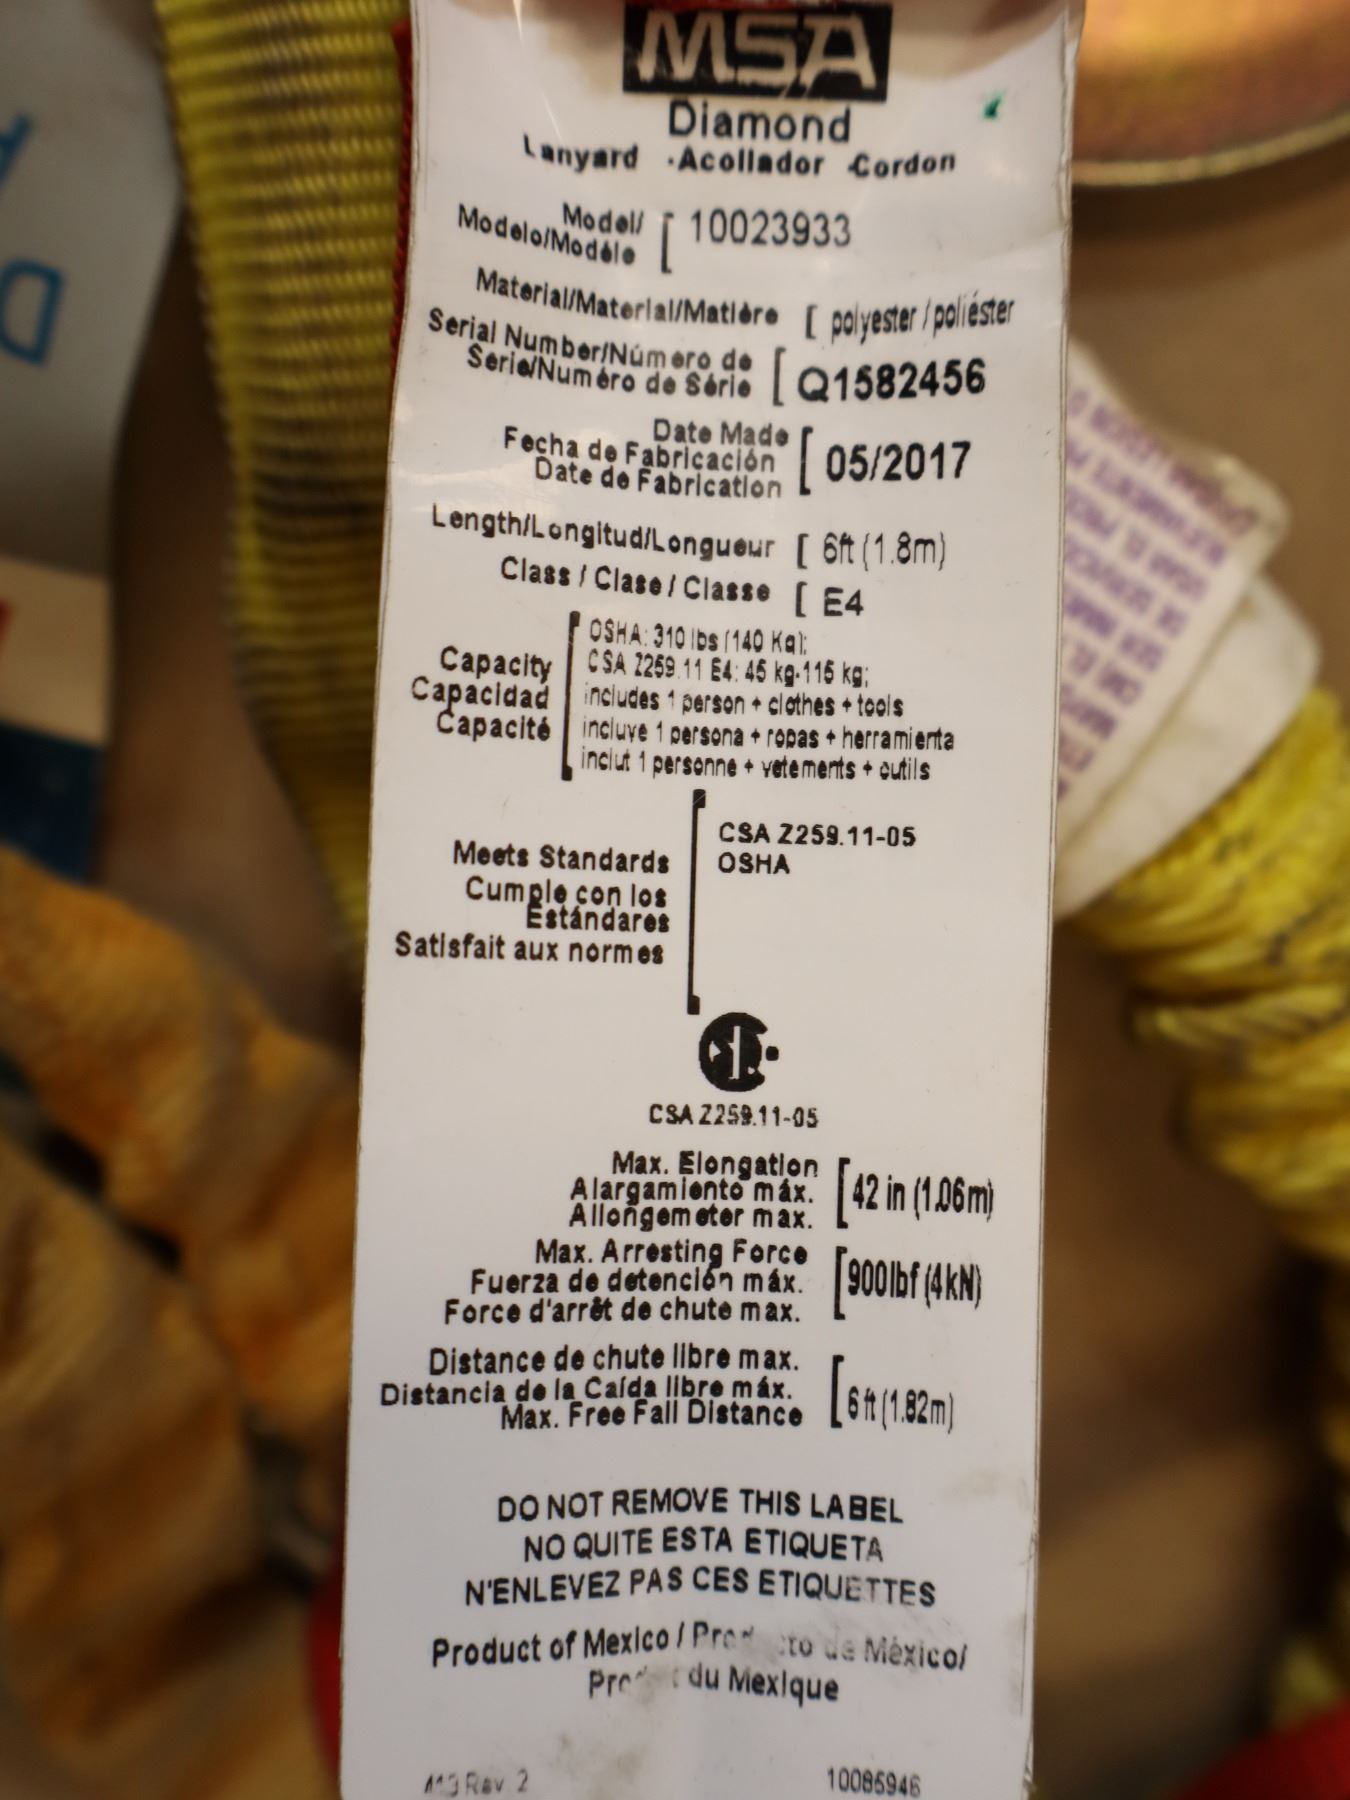 MSA
Diamond
Lanyard ·Acollador ·Cordon
Model/
Modelo/Modèle [ 10023933
Material/Material/Matière [ polyester / poliéster
Serial Number/Número de
Serie/Numéro de Série [ Q1582456
Date Made
Fecha de Fabricación
Date de Fabrication [ 05/2017
Length/Longitud/Longueur [ 6ft (1.8m)
Class / Clase / Classe [ E4
Capacity
Capacidad
Capacité
OSHA: 310 lbs (140 Kg);
CSA Z259.11 E4: 45 kg-115 kg;
includes 1 person + clothes + tools
incluye 1 persona + ropas + herramienta
inclut 1 personne + vetements + outils
Meets Standards
Cumple con los
Estándares
Satisfait aux normes
CSA Z259.11-05
OSHA
CSA Z259.11-05
Max. Elongation
Alargamiento máx.
Allongemeter max.
[ 42 in (1.06m)
Max. Arresting Force
Fuerza de detención máx.
Force d'arrêt de chute max.
[ 900lbf (4kN)
Distance de chute libre max.
Distancia de la Caída libre máx.
Max. Free Fall Distance
[ 6 ft (1.82m)
DO NOT REMOVE THIS LABEL
NO QUITE ESTA ETIQUETA
N'ENLEVEZ PAS CES ETIQUETTES
Product of Mexico / de México/
du Mexique
Rev. 2
10085946